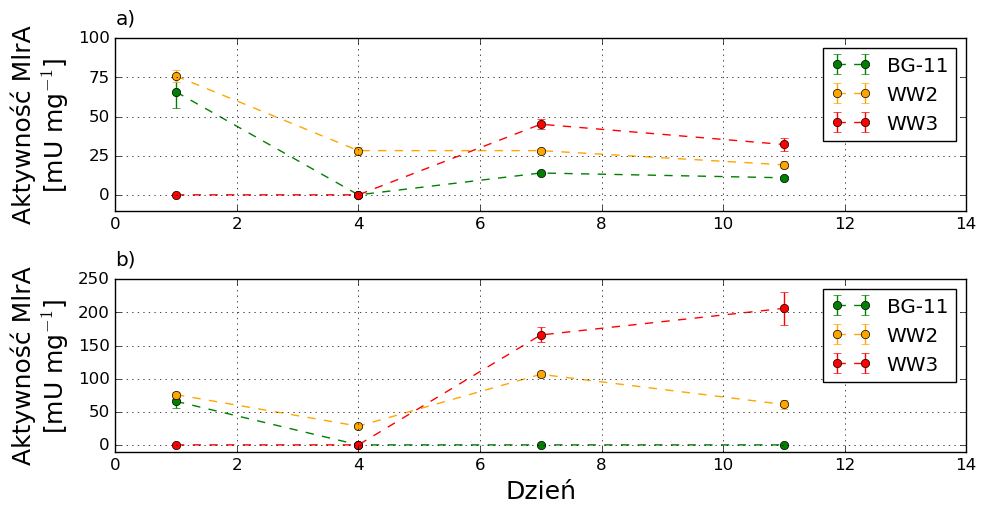 a)
Aktywność MlrA
[mU mg⁻¹]
100
75
50
25
0
0 2 4 6 8 10 12 14
BG-11
WW2
WW3
b)
Aktywność MlrA
[mU mg⁻¹]
250
200
150
100
50
0
0 2 4 6 8 10 12 14
BG-11
WW2
WW3
Dzień